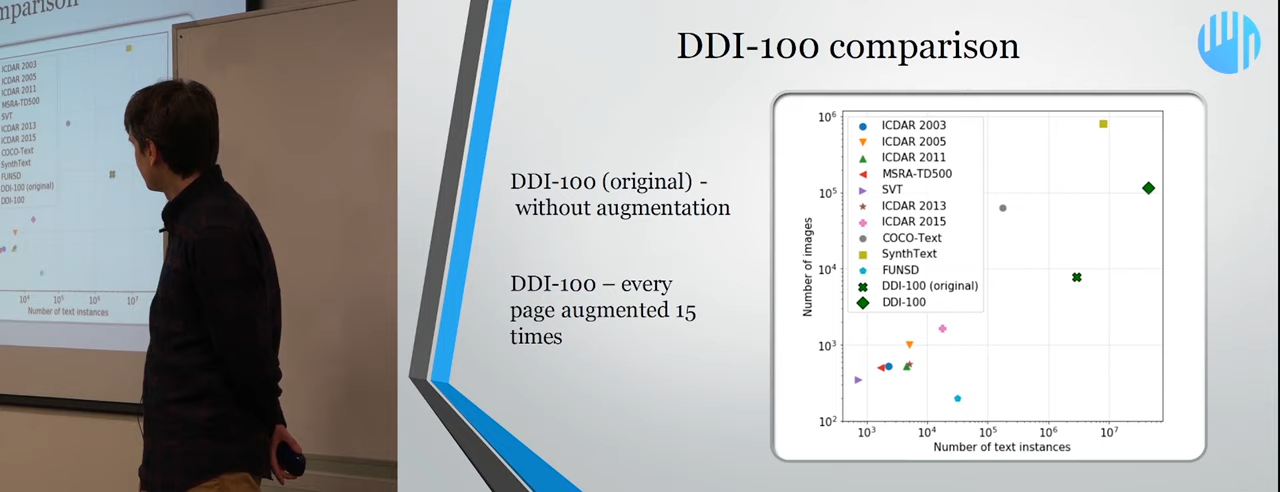 mparison
ICDAR 2003
ICDAR 2005
ICDAR 2011
MSRA-TD500
SVT
ICDAR 2013
ICDAR 2015
COCO-Text
SynthText
FUNSD
DDI-100 (original)
DDI-100
10⁴ 10⁵ 10⁶ 10⁷
Number of text instances
DDI-100 comparison
DDI-100 (original) -
without augmentation
DDI-100 – every
page augmented 15
times
Number of images
10⁶
10⁵
10⁴
10³
10²
ICDAR 2003
ICDAR 2005
ICDAR 2011
MSRA-TD500
SVT
ICDAR 2013
ICDAR 2015
COCO-Text
SynthText
FUNSD
DDI-100 (original)
DDI-100
10³ 10⁴ 10⁵ 10⁶ 10⁷
Number of text instances